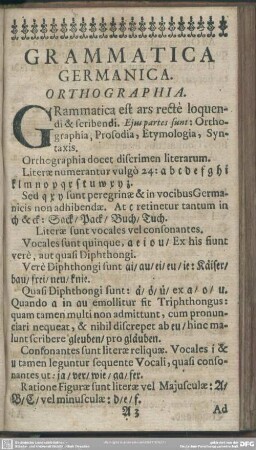 GRAMMATICA
GERMANICA.
ORTHOGRAPHIA.
GRammatica est ars rectè loquen-
di & scribendi. Ejus partes sunt: Ortho-
graphia, Prosodia, Etymologia, Syn-
taxis.
Orthographia docet discrimen literarum.
Literæ numerantur vulgò 24: a b c d e f g h i
k l m n o p q r s t u w x y z.
Sed q x y sunt peregrinæ & in vocibus Germa-
nicis non adhibendæ. At c retinetur tantum in
ch & ck: Sack/ Pack/ Buch/ Tuch.
Literæ sunt vocales vel consonantes.
Vocales sunt quinque, a e i o u/ Ex his fiunt
verè, aut quasi Diphthongi.
Verè Diphthongi sunt ai/ au/ ei/ eu/ ie: Kaiser/
bau/ frei/ neu/ knie.
Quasi Diphthongi sunt: å/ ó/ ú/ ex a/ o/ u.
Quando a in au emollitur fit Triphthongus:
quam tamen multi non admittunt, cum pronun-
ciari nequeat, & nihil discrepet ab eu/ hinc ma-
lunt scribere gleuben/ pro gláuben.
Consonantes sunt literæ reliquæ. Vocales i &
u tamen leguntur sequente Vocali, quasi conso-
nantes ut: ja/ ver/ wie/
Ratione Figuræ sunt literæ vel Majusculæ: A/
B/ C/ vel minusculæ: d/ e/ f.
A 3
Ad